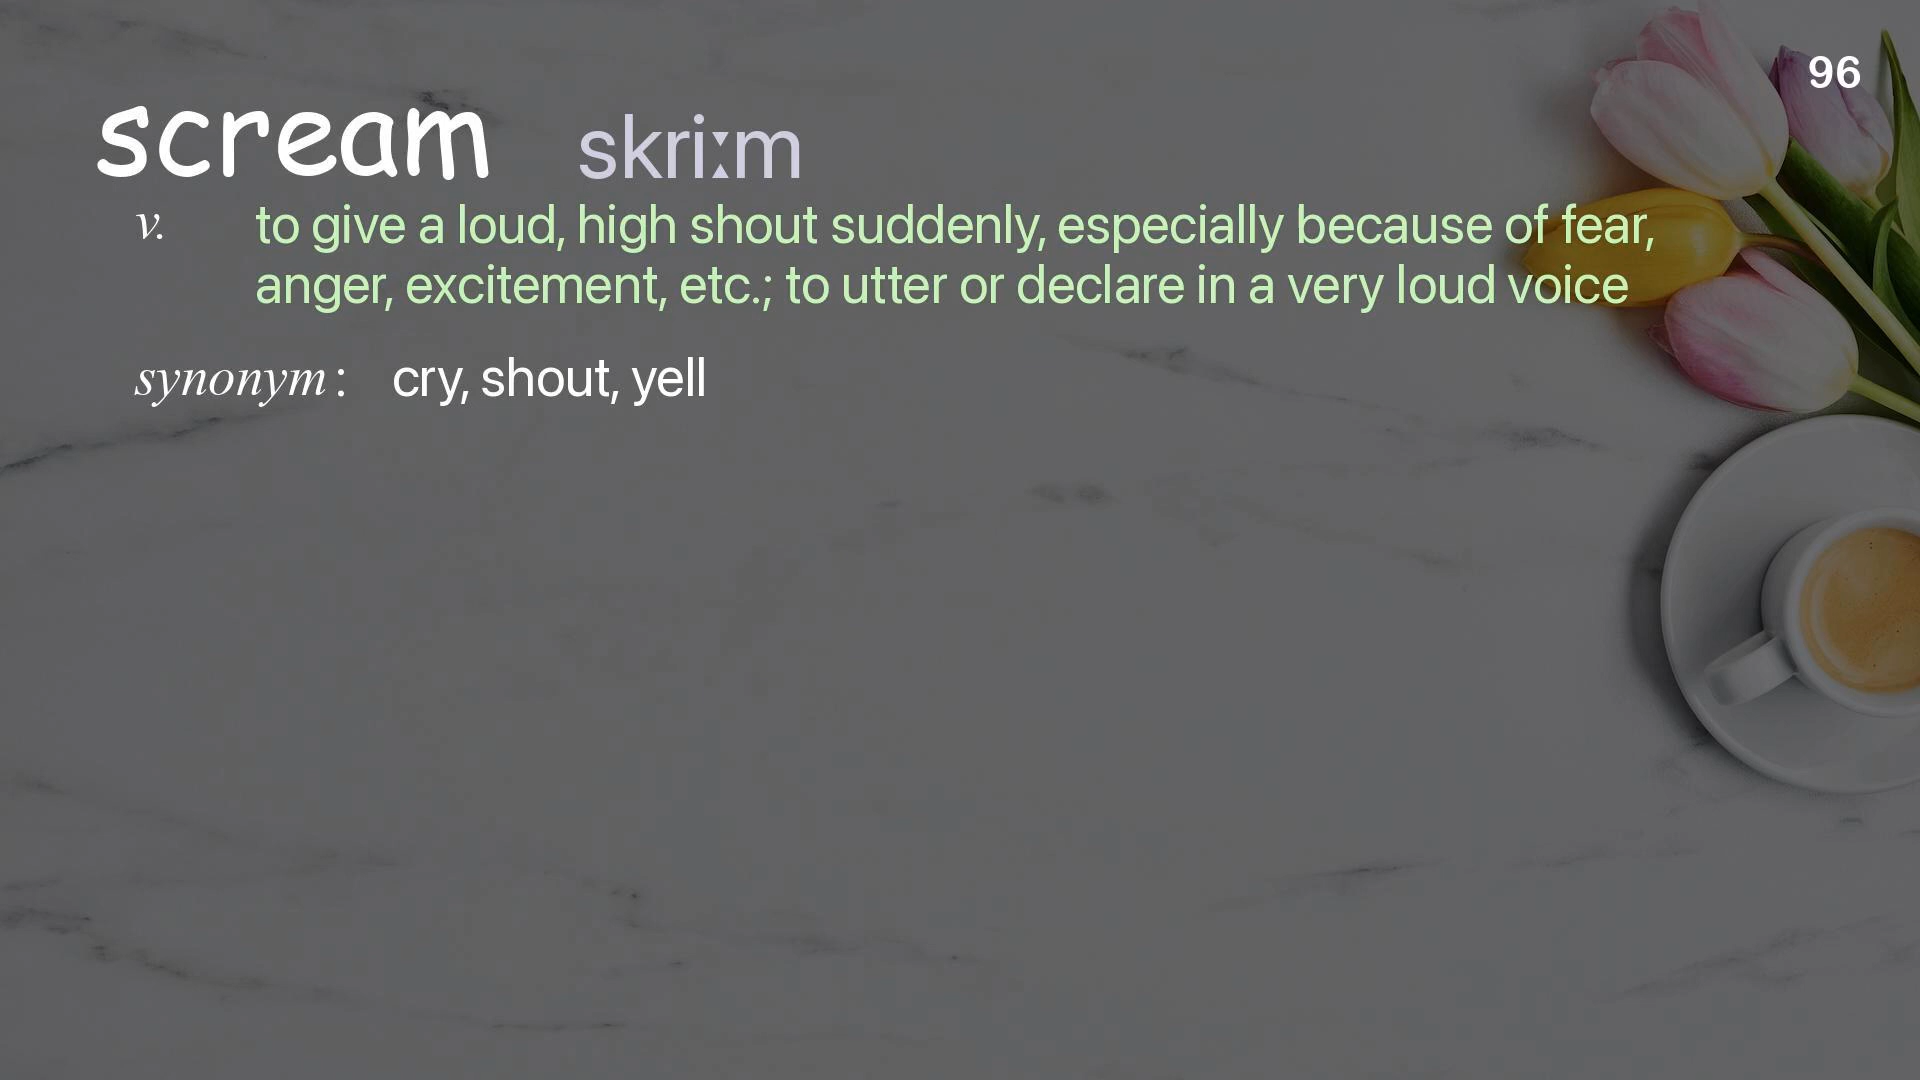 96
scream skriːm
v. to give a loud, high shout suddenly, especially because of fear,
anger, excitement, etc.; to utter or declare in a very loud voice
synonym : cry, shout, yell